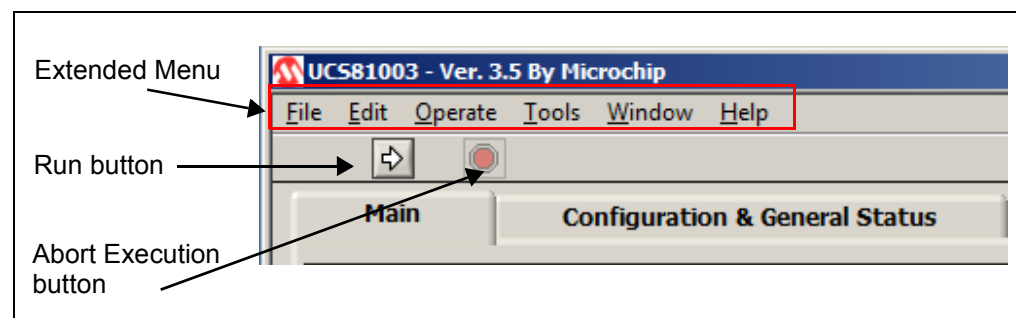 Extended Menu
UCS81003 - Ver. 3.5 By Microchip
File Edit Operate Tools Window Help
Run button
Main Configuration & General Status
Abort Execution
button